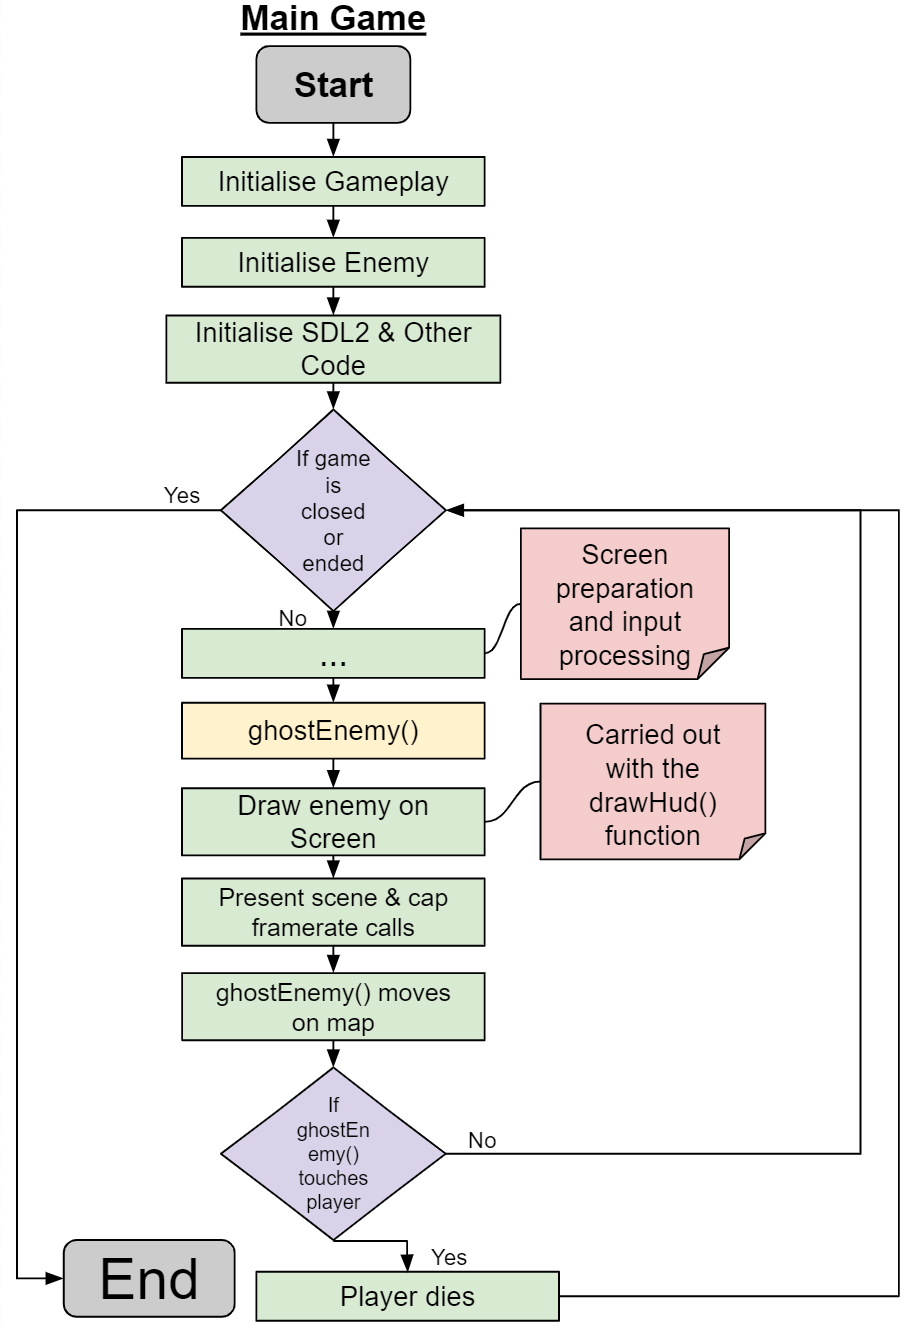 Main Game
Start
Initialise Gameplay
Initialise Enemy
Initialise SDL2 & Other
Code
If game
is
closed
or
ended
Yes
No
...
Screen
preparation
and input
processing
ghostEnemy()
Draw enemy on
Screen
Carried out
with the
drawHud()
function
Present scene & cap
framerate calls
ghostEnemy() moves
on map
If
ghostEn
emy()
touches
player
No
Yes
Player dies
End